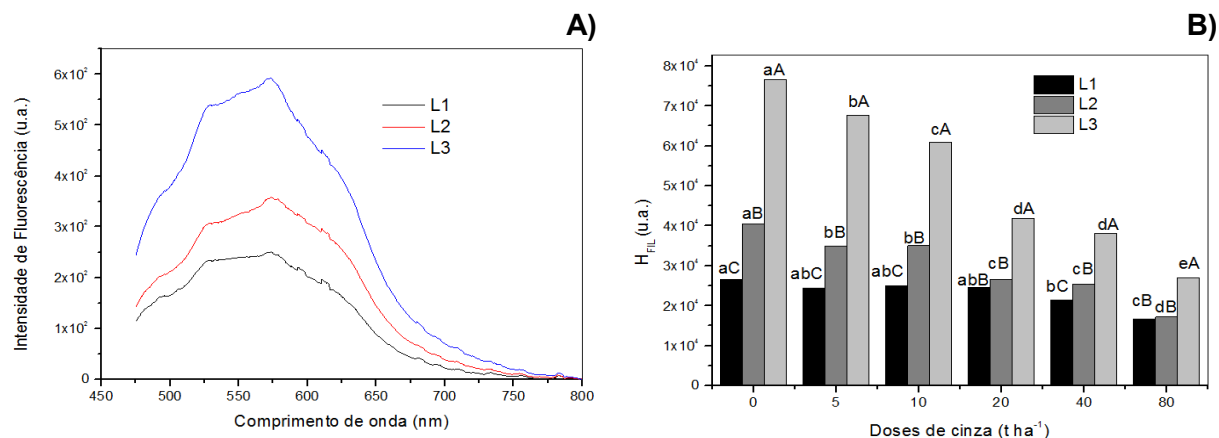 A)
6x10²
5x10²
4x10²
3x10²
2x10²
1x10²
0
450 500 550 600 650 700 750 800
Intensidade de Fluorescência (u.a.)
Comprimento de onda (nm)
L1
L2
L3
B)
8x10⁴
7x10⁴
6x10⁴
5x10⁴
4x10⁴
3x10⁴
2x10⁴
1x10⁴
0
H_FIL (u.a.)
L1
L2
L3
aC aB aA
abC bB bA
abC bB cA
abB cB dA
bC cB dA
cB dB eA
0 5 10 20 40 80
Doses de cinza (t ha⁻¹)